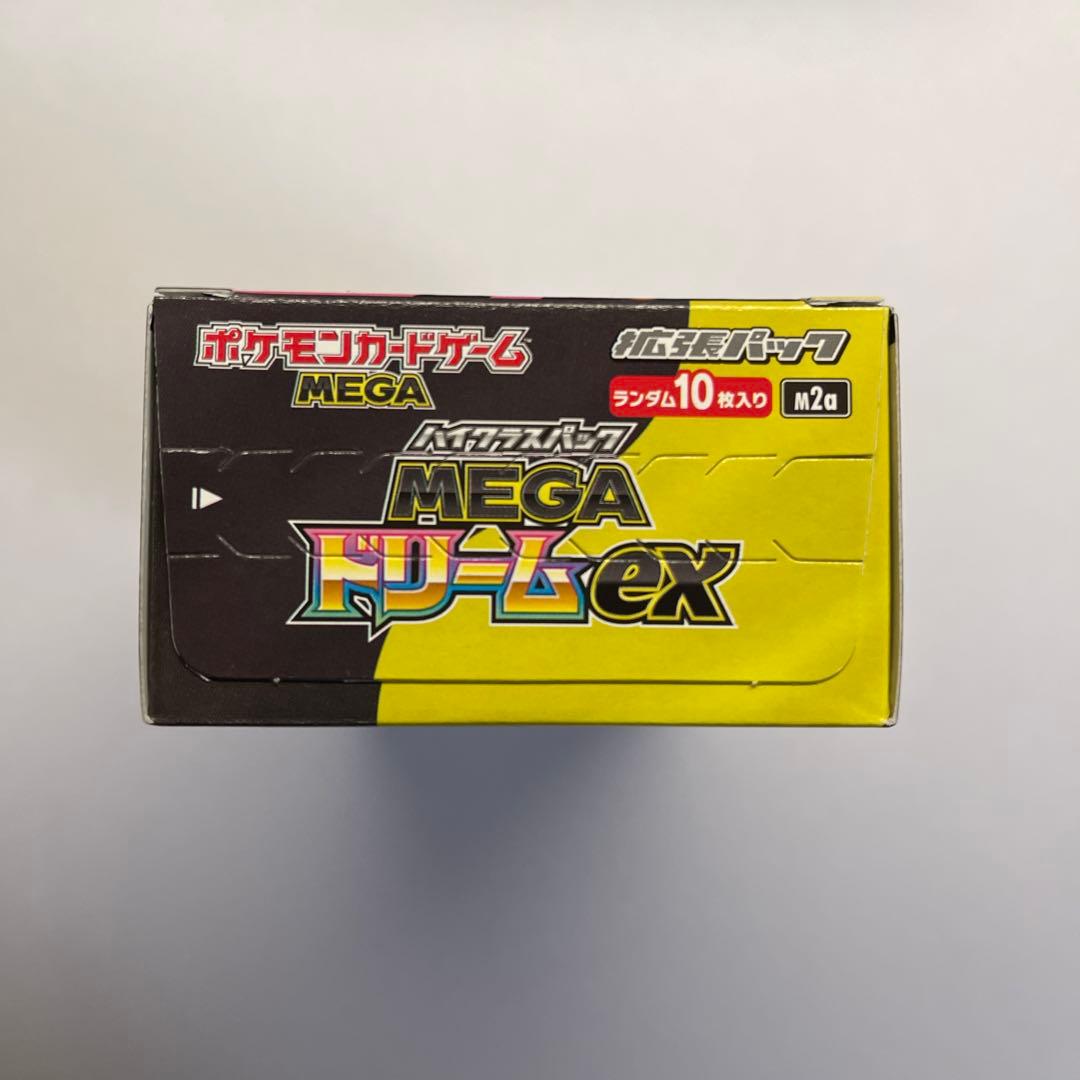 ポケモンカードゲーム
MEGA
拡張パック
ランダム10枚入り
M2a
ハイクラスパック
MEGA
ドリームex